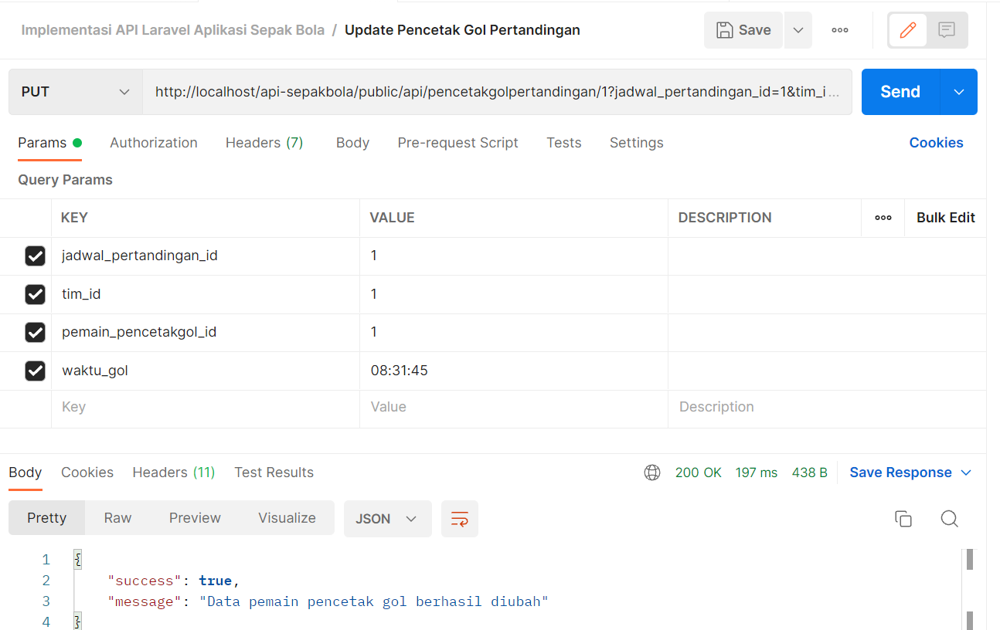 Implementasi API Laravel Aplikasi Sepak Bola / Update Pencetak Gol Pertandingan
Save
PUT
http://localhost/api-sepakbola/public/api/pencetakgolpertandingan/1?jadwal_pertandingan_id=1&tim_i...
Send
Params Authorization Headers (7) Body Pre-request Script Tests Settings Cookies
Query Params
KEY VALUE DESCRIPTION Bulk Edit
jadwal_pertandingan_id 1
tim_id 1
pemain_pencetakgol_id 1
waktu_gol 08:31:45
Key Value Description
Body Cookies Headers (11) Test Results 200 OK 197 ms 438 B Save Response
Pretty Raw Preview Visualize JSON
1 {
2 "success": true,
3 "message": "Data pemain pencetak gol berhasil diubah"
4 }